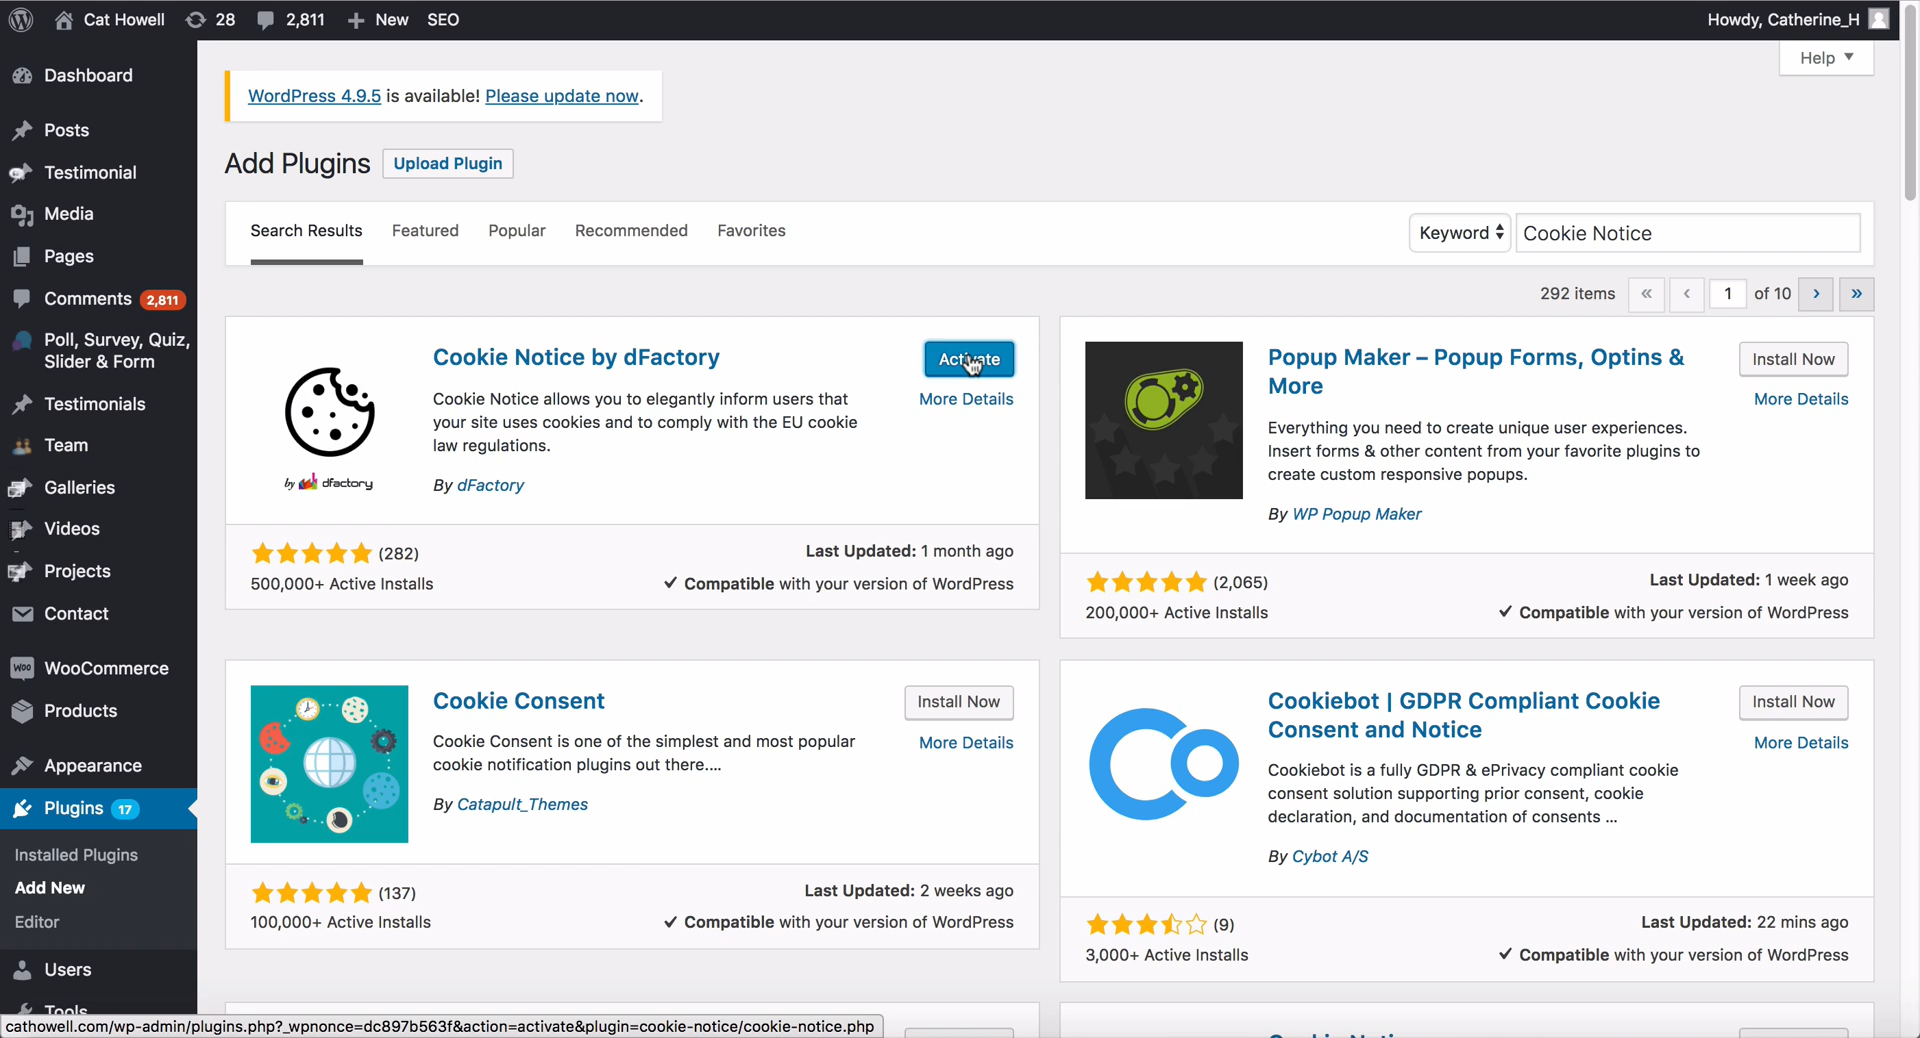 Cat Howell 28 2,811 New SEO Howdy, Catherine_H
Help
Dashboard
Posts
Testimonial
Media
Pages
Comments 2,811
Poll, Survey, Quiz,
Slider & Form
Testimonials
Team
Galleries
Videos
Projects
Contact
WOO WooCommerce
Products
Appearance
Plugins 17
Installed Plugins
Add New
Editor
Users
Tools
WordPress 4.9.5 is available! Please update now.
Add Plugins Upload Plugin
Search Results Featured Popular Recommended Favorites Keyword Cookie Notice
292 items « ‹ 1 of 10 › »
Cookie Notice by dFactory
Activate
More Details
Cookie Notice allows you to elegantly inform users that
your site uses cookies and to comply with the EU cookie
law regulations.
by dfactory
By dFactory
(282)
Last Updated: 1 month ago
500,000+ Active Installs
Compatible with your version of WordPress
Popup Maker – Popup Forms, Optins &
More
Install Now
More Details
Everything you need to create unique user experiences.
Insert forms & other content from your favorite plugins to
create custom responsive popups.
By WP Popup Maker
(2,065)
Last Updated: 1 week ago
200,000+ Active Installs
Compatible with your version of WordPress
Cookie Consent
Install Now
More Details
Cookie Consent is one of the simplest and most popular
cookie notification plugins out there....
By Catapult_Themes
(137)
Last Updated: 2 weeks ago
100,000+ Active Installs
Compatible with your version of WordPress
Cookiebot | GDPR Compliant Cookie
Consent and Notice
Install Now
More Details
Cookiebot is a fully GDPR & ePrivacy compliant cookie
consent solution supporting prior consent, cookie
declaration, and documentation of consents ...
By Cybot A/S
(9)
Last Updated: 22 mins ago
3,000+ Active Installs
Compatible with your version of WordPress
cathowell.com/wp-admin/plugins.php?_wpnonce=dc897b563f&action=activate&plugin=cookie-notice/cookie-notice.php